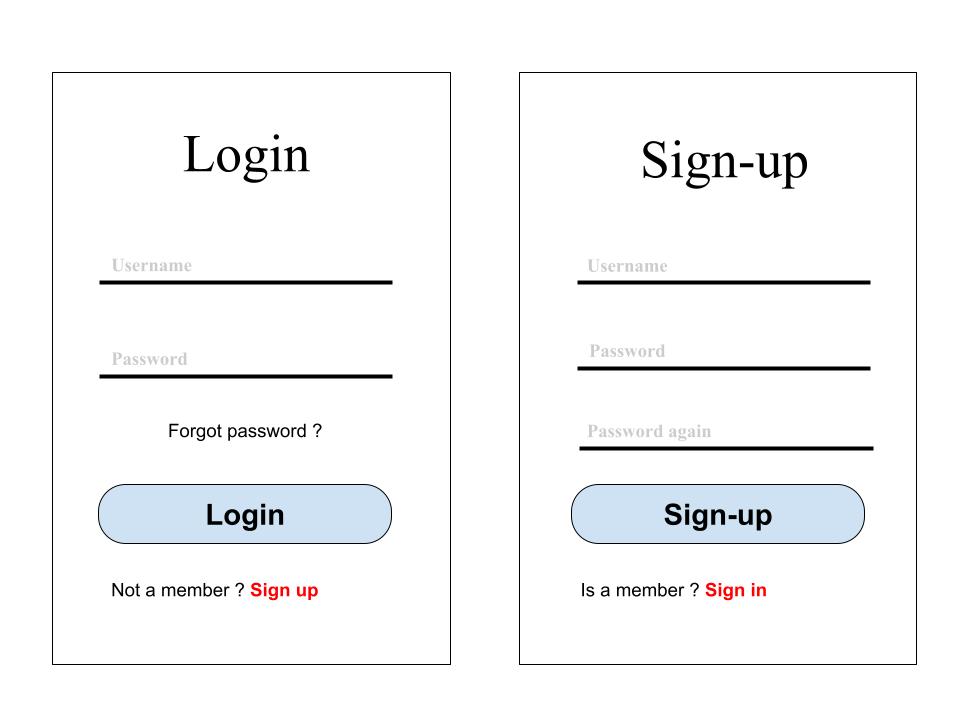 Login
Username
Password
Forgot password ?
Login
Not a member ? Sign up
Sign-up
Username
Password
Password again
Sign-up
Is a member ? Sign in